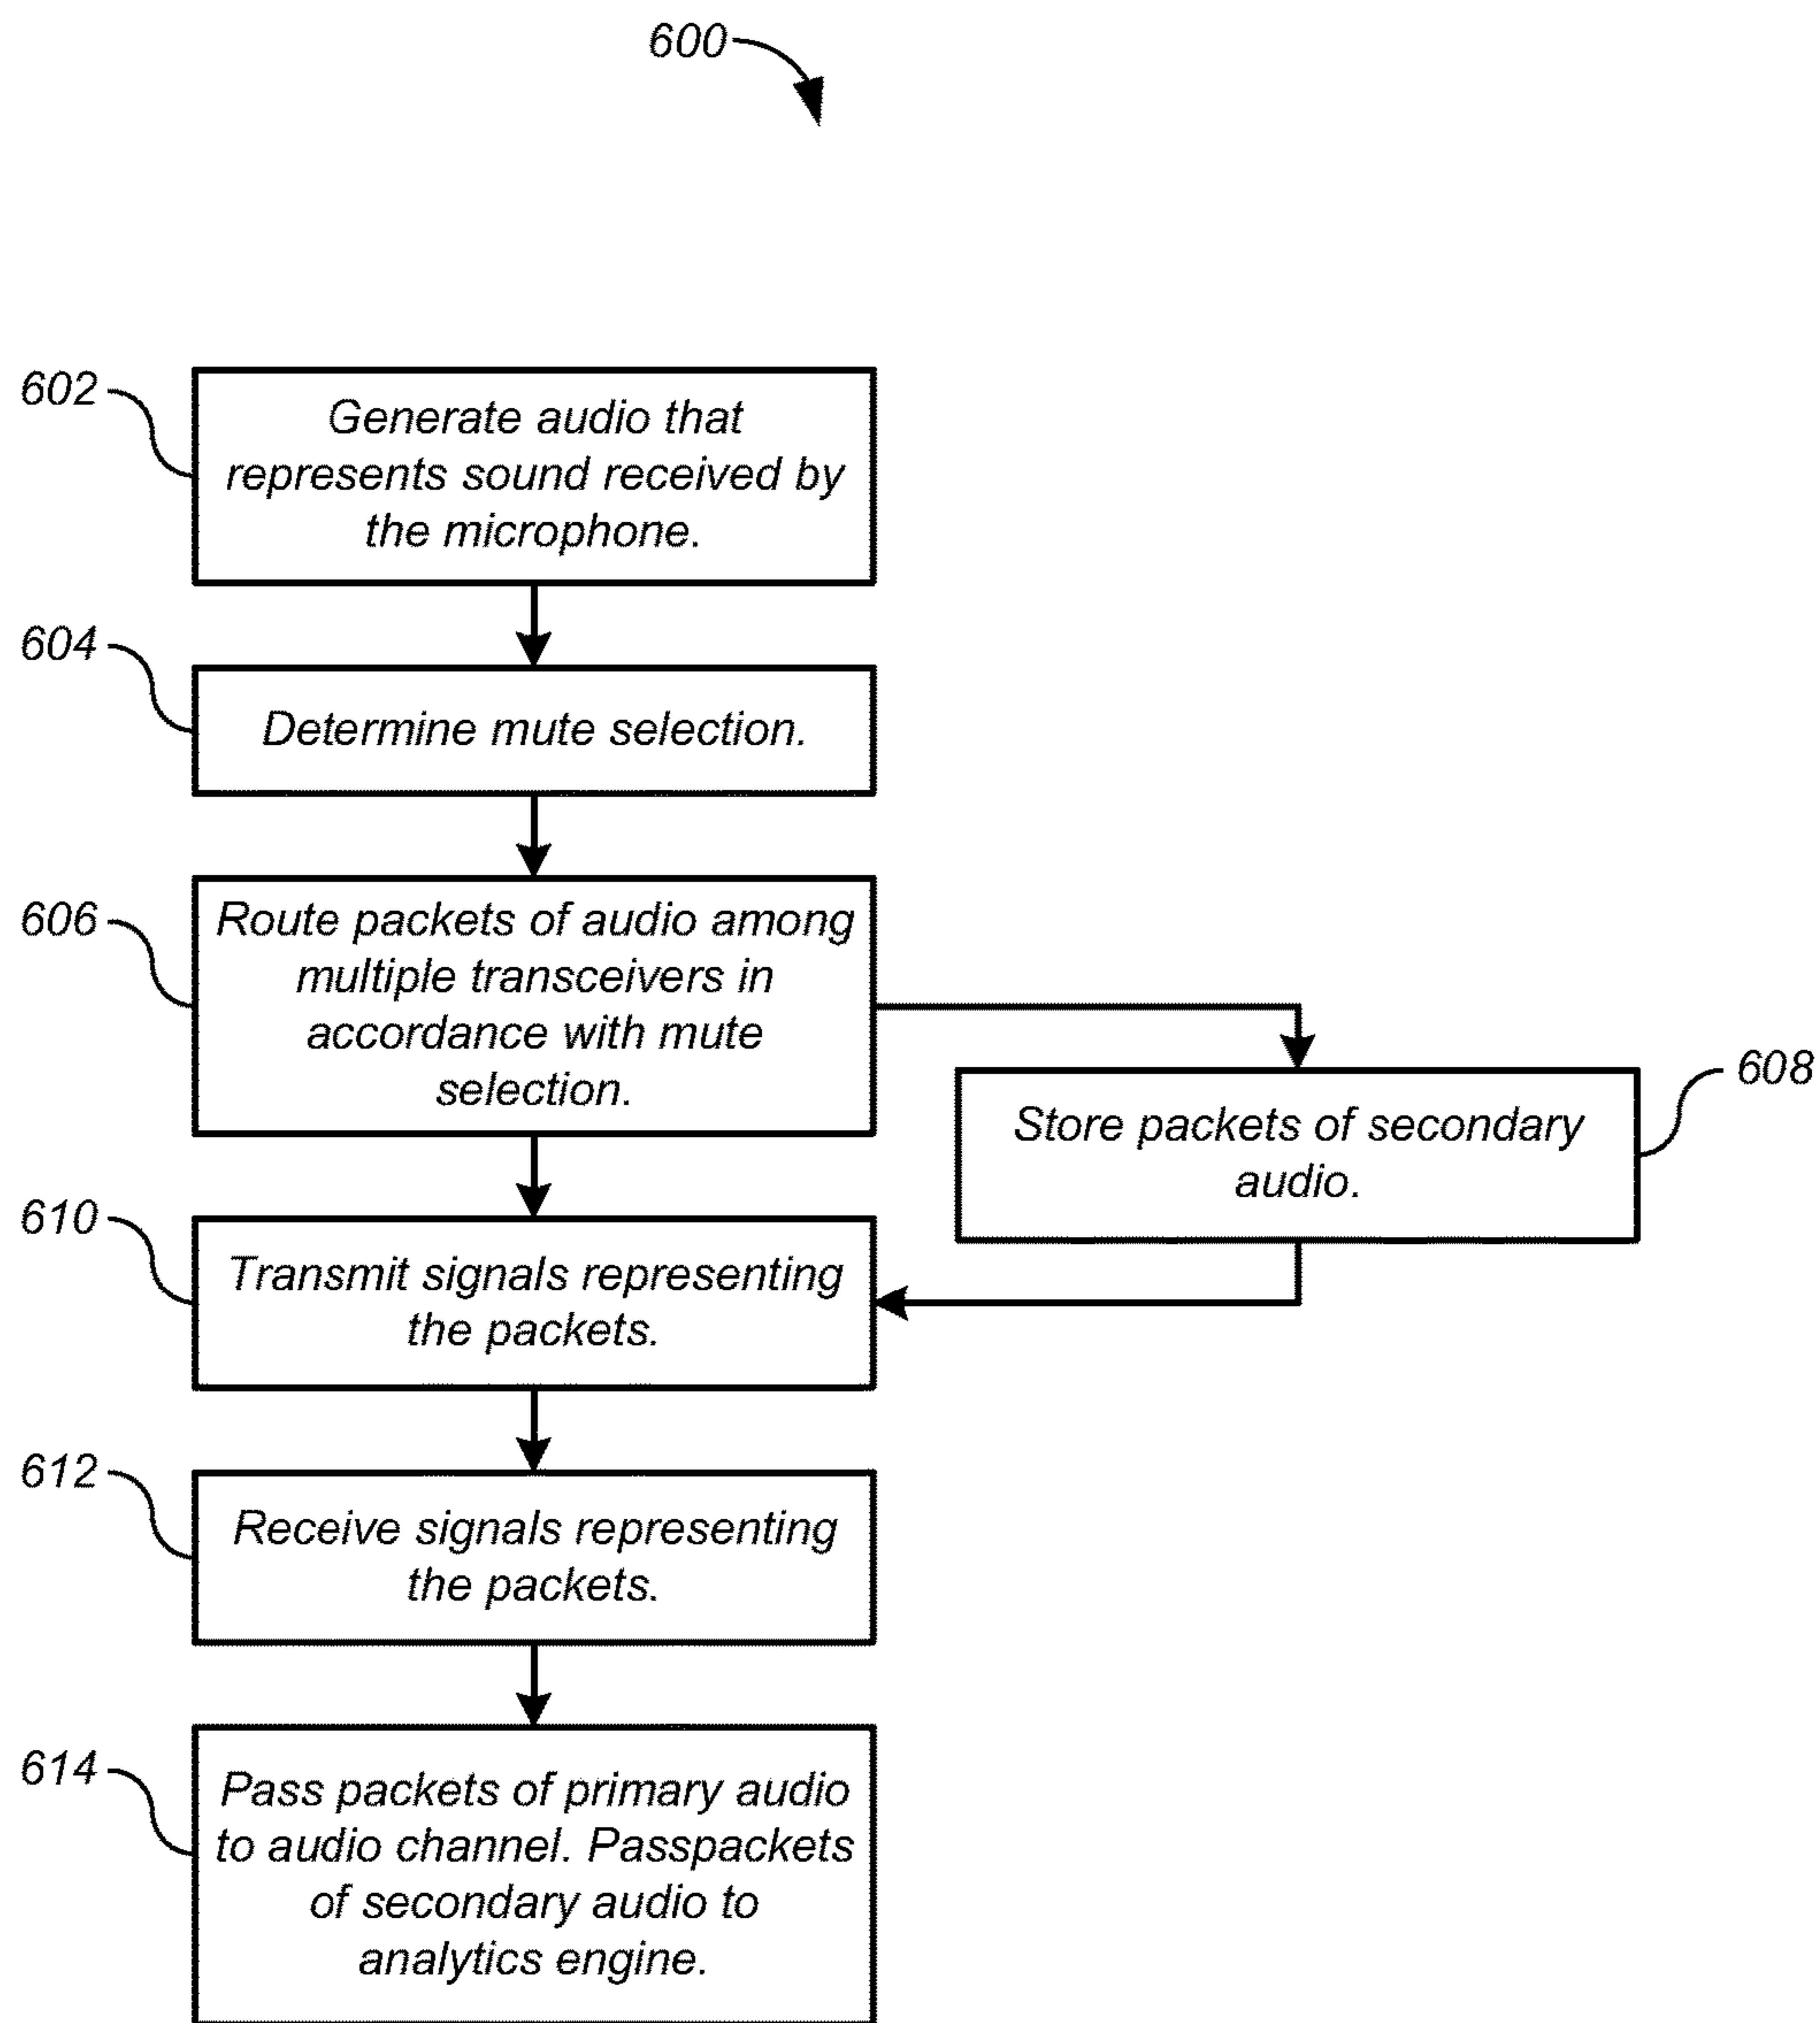 600
602
Generate audio that
represents sound received by
the microphone.
604
Determine mute selection.
606
Route packets of audio among
multiple transceivers in
accordance with mute
selection.
608
Store packets of secondary
audio.
610
Transmit signals representing
the packets.
612
Receive signals representing
the packets.
614
Pass packets of primary audio
to audio channel. Passpackets
of secondary audio to
analytics engine.